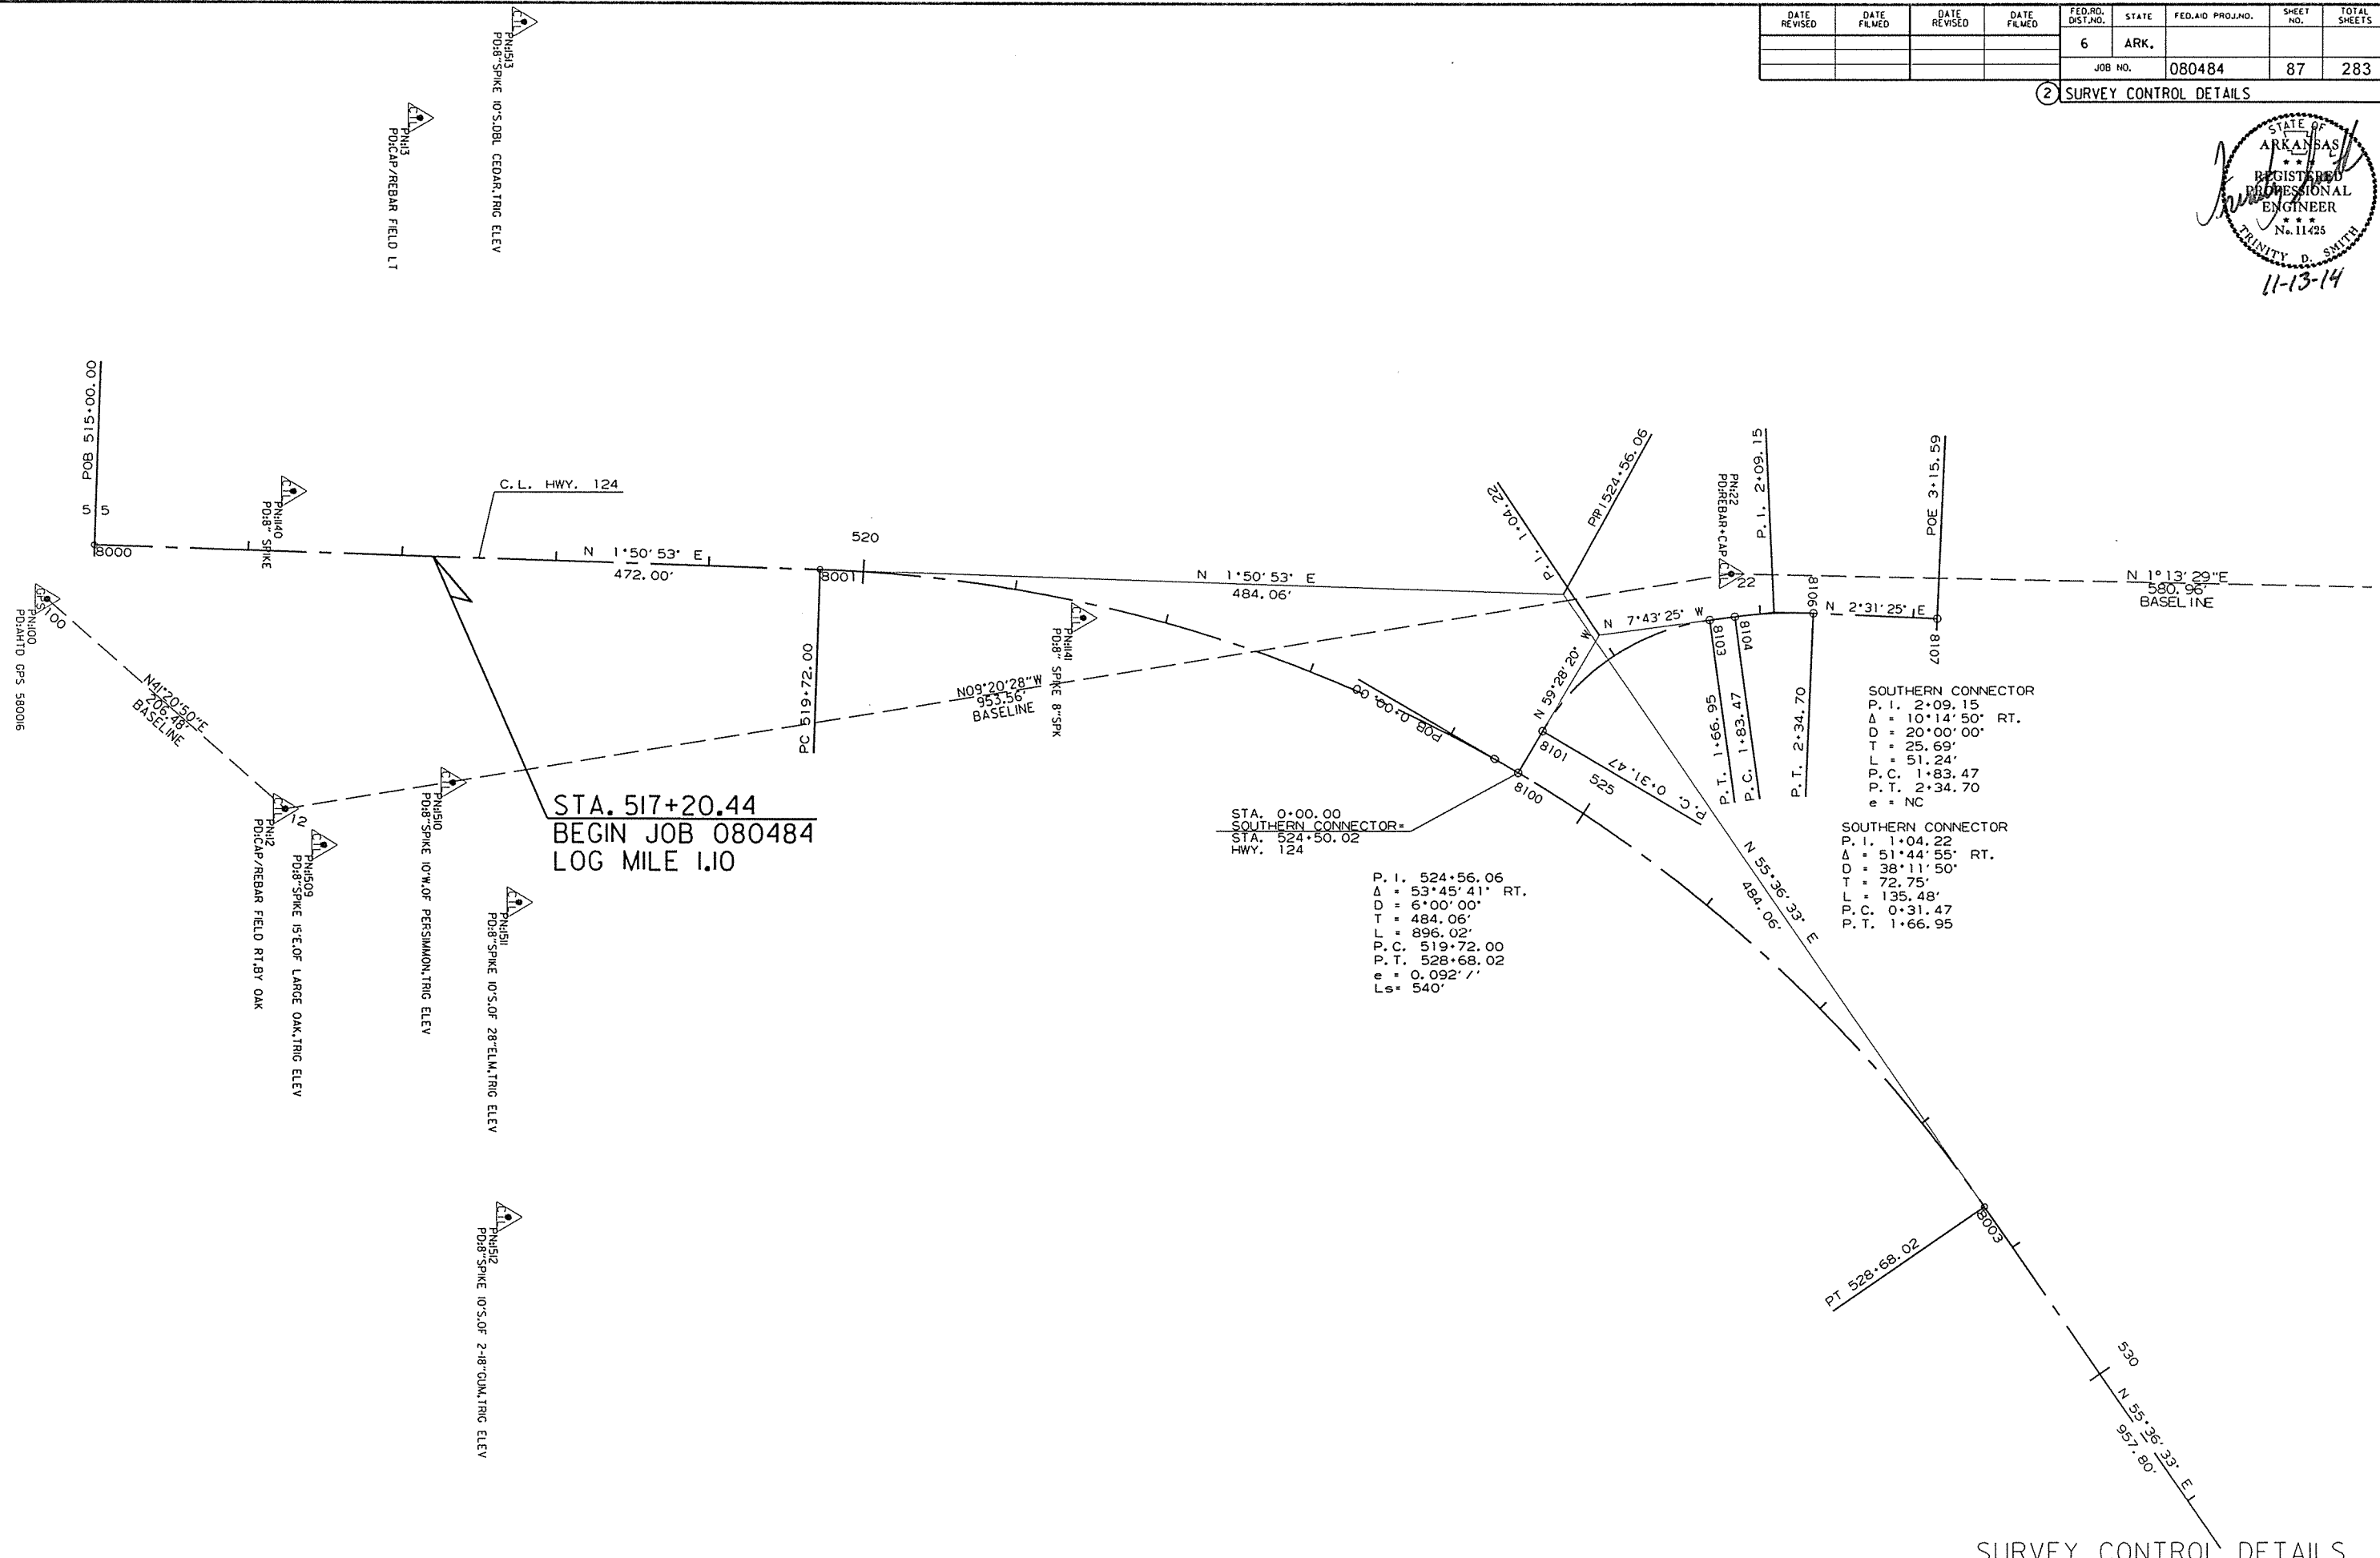 DATE REVISED
DATE FILMED
DATE REVISED
DATE FILMED
FED.RD. DIST.NO.
STATE
FED.AID PROJ.NO.
SHEET NO.
TOTAL SHEETS
6
ARK.
JOB NO.
080484
87
283
2
SURVEY CONTROL DETAILS
STATE OF
ARKANSAS
★ ★ ★
REGISTERED
PROFESSIONAL
ENGINEER
★ ★ ★
No. 11425
TRINITY D. SMITH
11-13-14
CTL
PN:1513
PD:8"SPIKE 10'S.DBL CEDAR,TRIG ELEV
CTL
PN:13
PD:CAP/REBAR FIELD LT
POB 515+00.00
515
8000
CTL
PN:1140
PD:8" SPIKE
C.L. HWY. 124
N 1°50'53" E
472.00'
520
8001
PC 519+72.00
N 1°50'53" E
484.06'
CTL
PN:1141
PD:8" SPIKE 8"SPK
GPS
100
PN:100
PD:AHTD GPS 580016
N41°20'50"E
206.48'
BASELINE
CTL
12
PN:12
PD:CAP/REBAR FIELD RT,BY OAK
CTL
PN:1509
PD:8"SPIKE 15'E.OF LARGE OAK,TRIG ELEV
CTL
PN:1510
PD:8"SPIKE 10'W.OF PERSIMMON,TRIG ELEV
CTL
PN:1511
PD:8"SPIKE 10'S.OF 28"ELM,TRIG ELEV
CTL
PN:1512
PD:8"SPIKE 10'S.OF 2-18"GUM,TRIG ELEV
STA. 517+20.44
BEGIN JOB 080484
LOG MILE 1.10
N09°20'28"W
953.56'
BASELINE
P.I. 1+04.22
524+56.06
CTL
22
PN:22
PD:REBAR+CAP
P.I. 2+09.15
POE 3+15.59
N 1°13'29"E
580.96'
BASELINE
N 7°43'25" W
8103
8104
8106
N 2°31'25" E
8107
N 59°28'20" W
POB 0+00.00
8101
8100
P.C. 0+31.47
525
P.T. 1+66.95
P.C. 1+83.47
P.T. 2+34.70
SOUTHERN CONNECTOR
P.I. 2+09.15
Δ = 10°14'50" RT.
D = 20°00'00"
T = 25.69'
L = 51.24'
P.C. 1+83.47
P.T. 2+34.70
e = NC
SOUTHERN CONNECTOR
P.I. 1+04.22
Δ = 51°44'55" RT.
D = 38°11'50"
T = 72.75'
L = 135.48'
P.C. 0+31.47
P.T. 1+66.95
STA. 0+00.00
SOUTHERN CONNECTOR=
STA. 524+50.02
HWY. 124
P.I. 524+56.06
Δ = 53°45'41" RT.
D = 6°00'00"
T = 484.06'
L = 896.02'
P.C. 519+72.00
P.T. 528+68.02
e = 0.092'/'
Ls= 540'
N 55°36'33" E
484.06'
8003
PT 528+68.02
530
N 55°36'33" E
957.80'
SURVEY CONTROL DETAILS